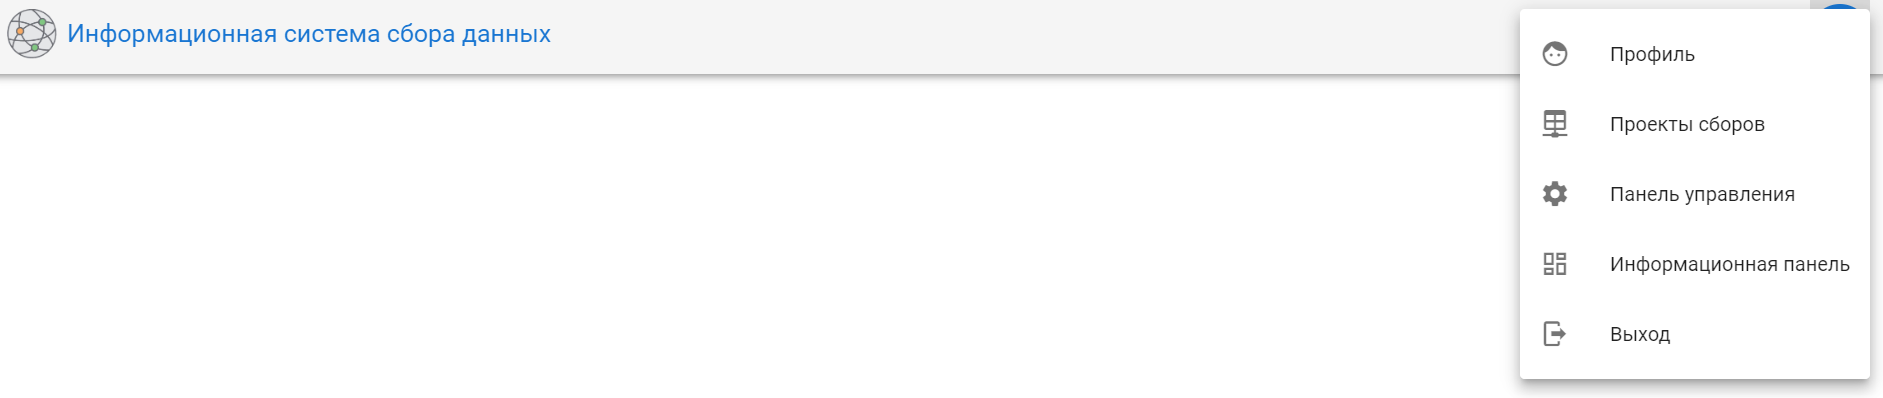 Информационная система сбора данных
Профиль
Проекты сборов
Панель управления
Информационная панель
Выход